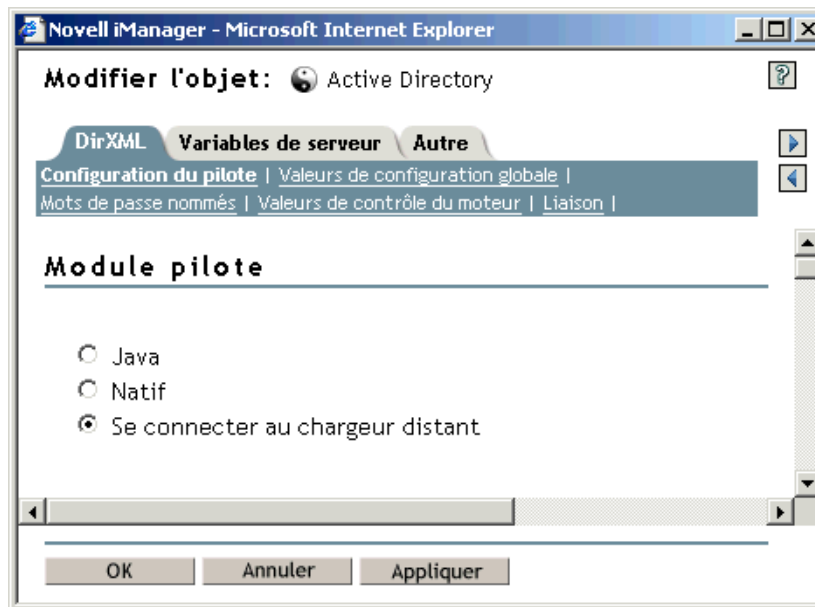 Novell iManager - Microsoft Internet Explorer
Modifier l'objet: Active Directory
DirXML Variables de serveur Autre
Configuration du pilote | Valeurs de configuration globale |
Mots de passe nommés | Valeurs de contrôle du moteur | Liaison |
Module pilote
Java
Natif
Se connecter au chargeur distant
OK Annuler Appliquer